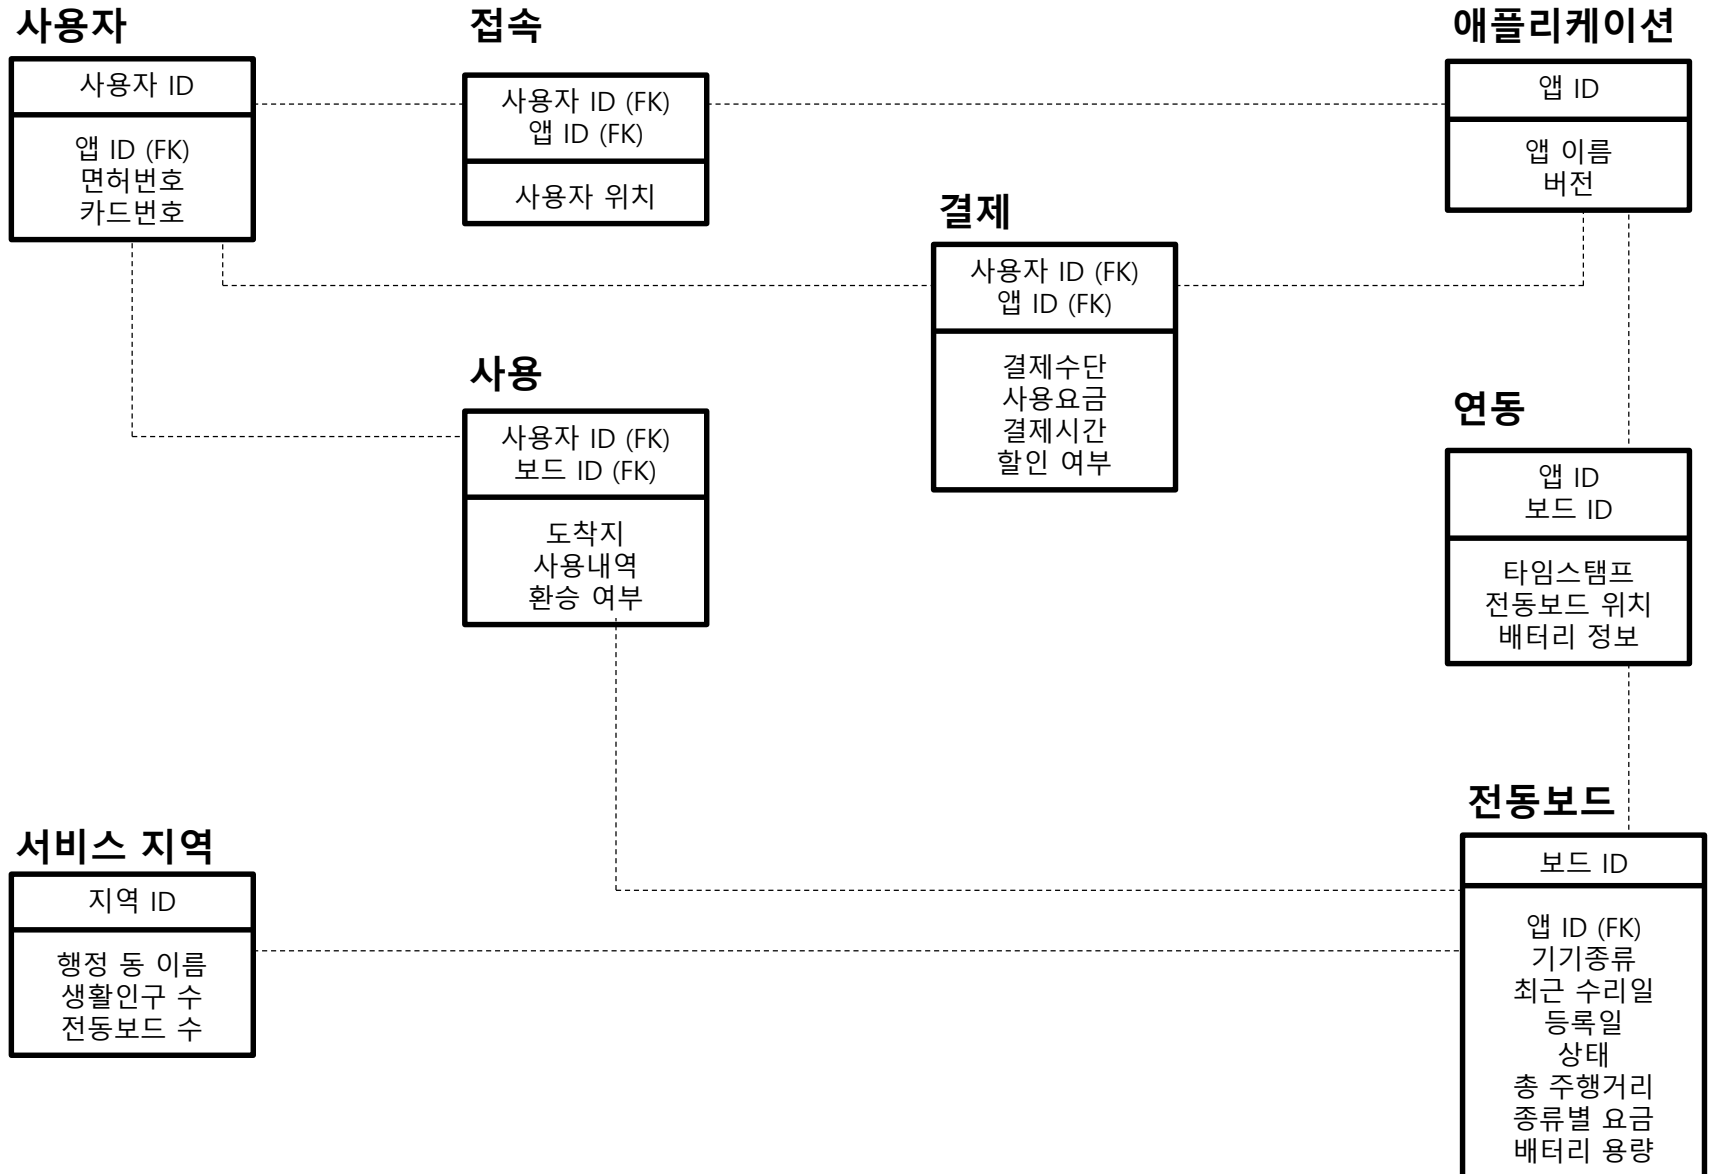 사용자
사용자 ID
앱 ID (FK)
면허번호
카드번호
접속
사용자 ID (FK)
앱 ID (FK)
사용자 위치
애플리케이션
앱 ID
앱 이름
버전
결제
사용자 ID (FK)
앱 ID (FK)
결제수단
사용요금
결제시간
할인 여부
사용
사용자 ID (FK)
보드 ID (FK)
도착지
사용내역
환승 여부
연동
앱 ID
보드 ID
타임스탬프
전동보드 위치
배터리 정보
서비스 지역
지역 ID
행정 동 이름
생활인구 수
전동보드 수
전동보드
보드 ID
앱 ID (FK)
기기종류
최근 수리일
등록일
상태
총 주행거리
종류별 요금
배터리 용량